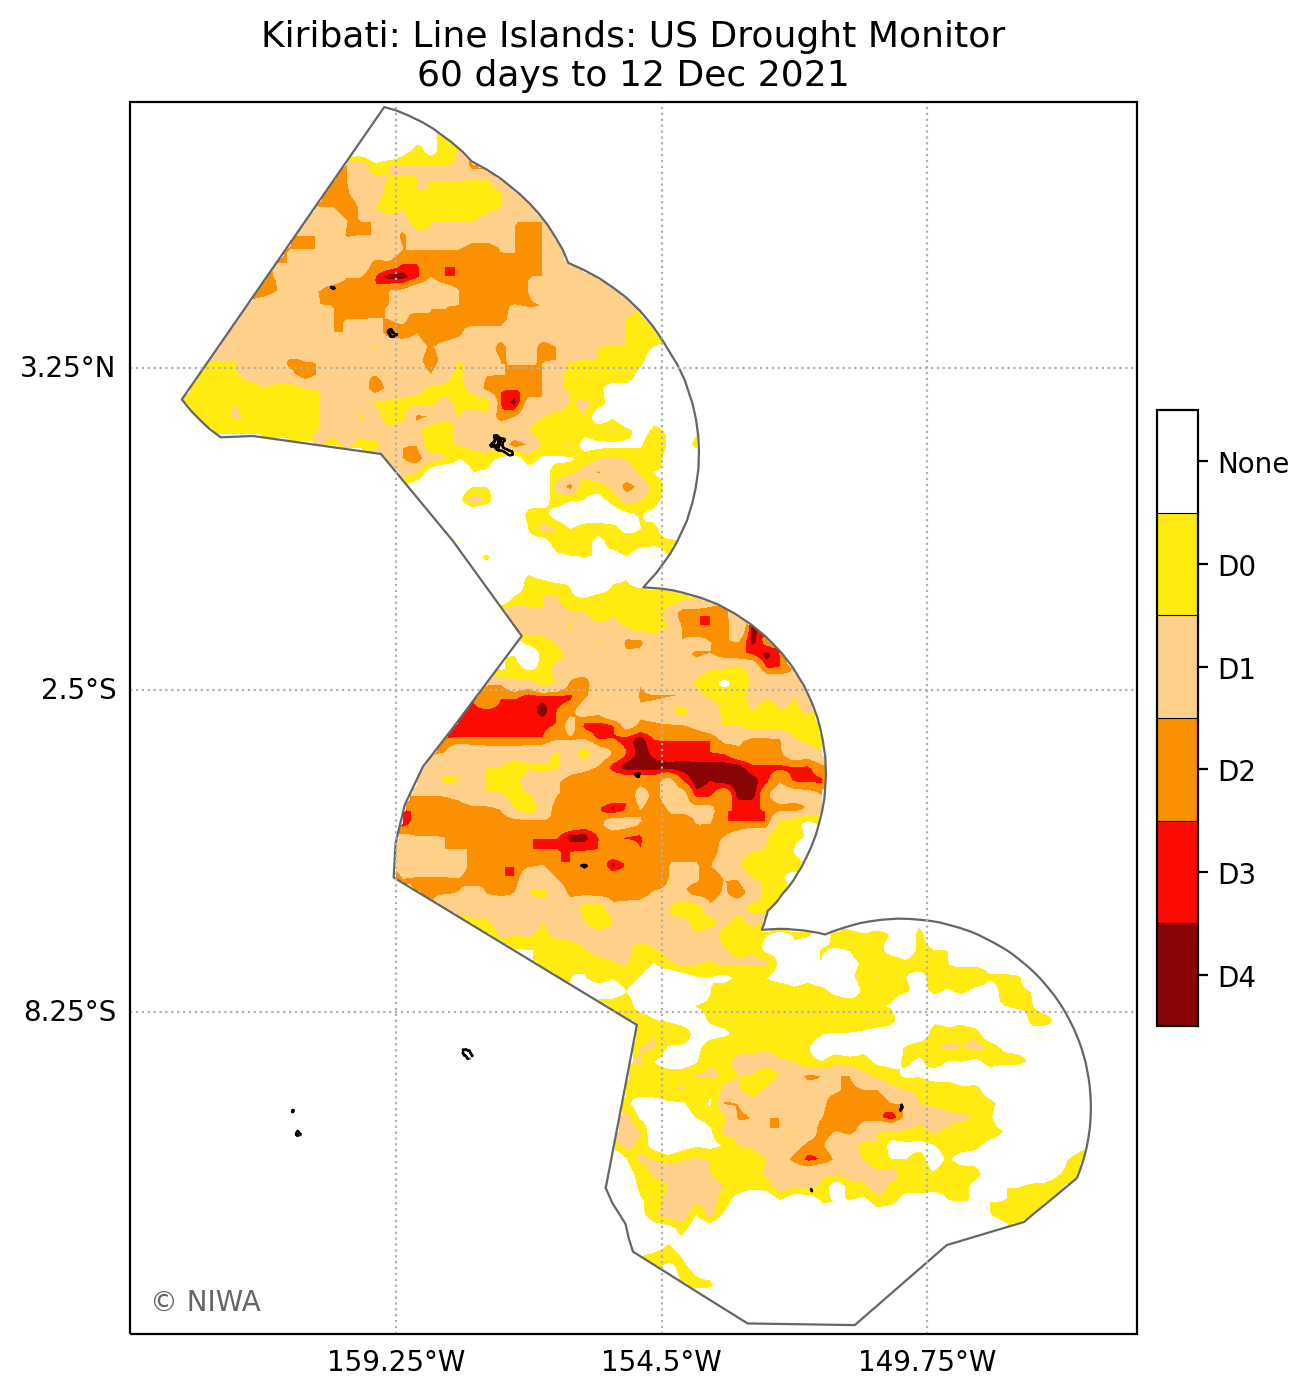 Kiribati: Line Islands: US Drought Monitor
60 days to 12 Dec 2021
3.25°N
2.5°S
8.25°S
159.25°W
154.5°W
149.75°W
None
D0
D1
D2
D3
D4
© NIWA